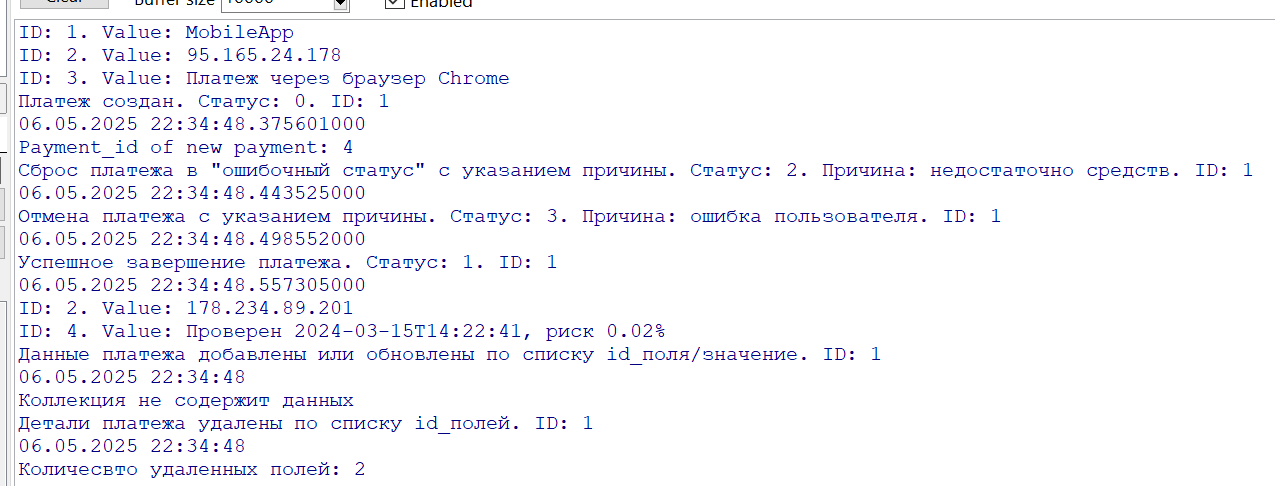 Clear Buffer size 10000 Enabled
ID: 1. Value: MobileApp
ID: 2. Value: 95.165.24.178
ID: 3. Value: Платеж через браузер Chrome
Платеж создан. Статус: 0. ID: 1
06.05.2025 22:34:48.375601000
Payment_id of new payment: 4
Сброс платежа в "ошибочный статус" с указанием причины. Статус: 2. Причина: недостаточно средств. ID: 1
06.05.2025 22:34:48.443525000
Отмена платежа с указанием причины. Статус: 3. Причина: ошибка пользователя. ID: 1
06.05.2025 22:34:48.498552000
Успешное завершение платежа. Статус: 1. ID: 1
06.05.2025 22:34:48.557305000
ID: 2. Value: 178.234.89.201
ID: 4. Value: Проверен 2024-03-15T14:22:41, риск 0.02%
Данные платежа добавлены или обновлены по списку id_поля/значение. ID: 1
06.05.2025 22:34:48
Коллекция не содержит данных
Детали платежа удалены по списку id_полей. ID: 1
06.05.2025 22:34:48
Количесвто удаленных полей: 2